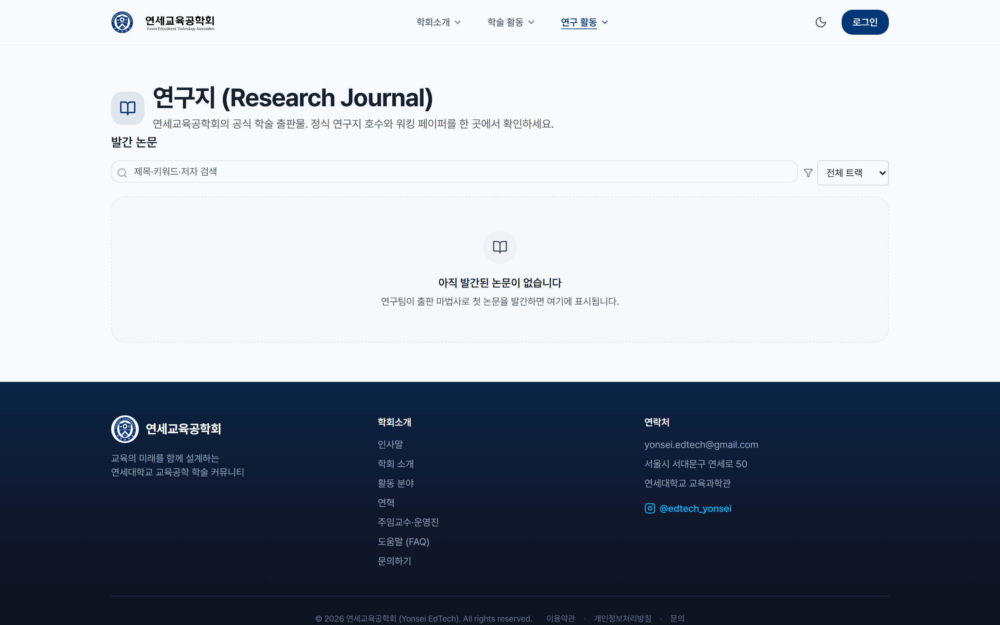 연세교육공학회
Yonsei Educational Technology Association
학회소개
학술 활동
연구 활동
로그인
연구지 (Research Journal)
연세교육공학회의 공식 학술 출판물. 정식 연구지 호수와 워킹 페이퍼를 한 곳에서 확인하세요.
발간 논문
제목·키워드·저자 검색
전체 트랙
아직 발간된 논문이 없습니다
연구팀이 출판 마법사로 첫 논문을 발간하면 여기에 표시됩니다.
연세교육공학회
교육의 미래를 함께 설계하는
연세대학교 교육공학 학술 커뮤니티
학회소개
인사말
학회 소개
활동 분야
연혁
주임교수·운영진
도움말 (FAQ)
문의하기
연락처
yonsei.edtech@gmail.com
서울시 서대문구 연세로 50
연세대학교 교육과학관
@edtech_yonsei
© 2026 연세교육공학회 (Yonsei EdTech). All rights reserved. 이용약관 · 개인정보처리방침 · 문의